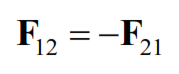 F₁₂ = −F₂₁